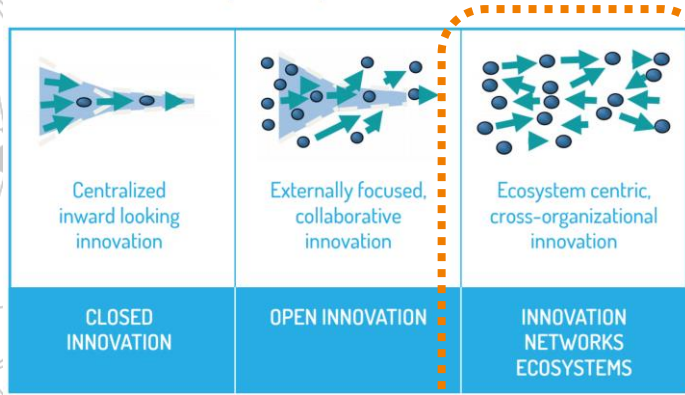 Centralized
inward looking
innovation
Externally focused,
collaborative
innovation
Ecosystem centric,
cross-organizational
innovation
CLOSED
INNOVATION
OPEN INNOVATION
INNOVATION
NETWORKS
ECOSYSTEMS